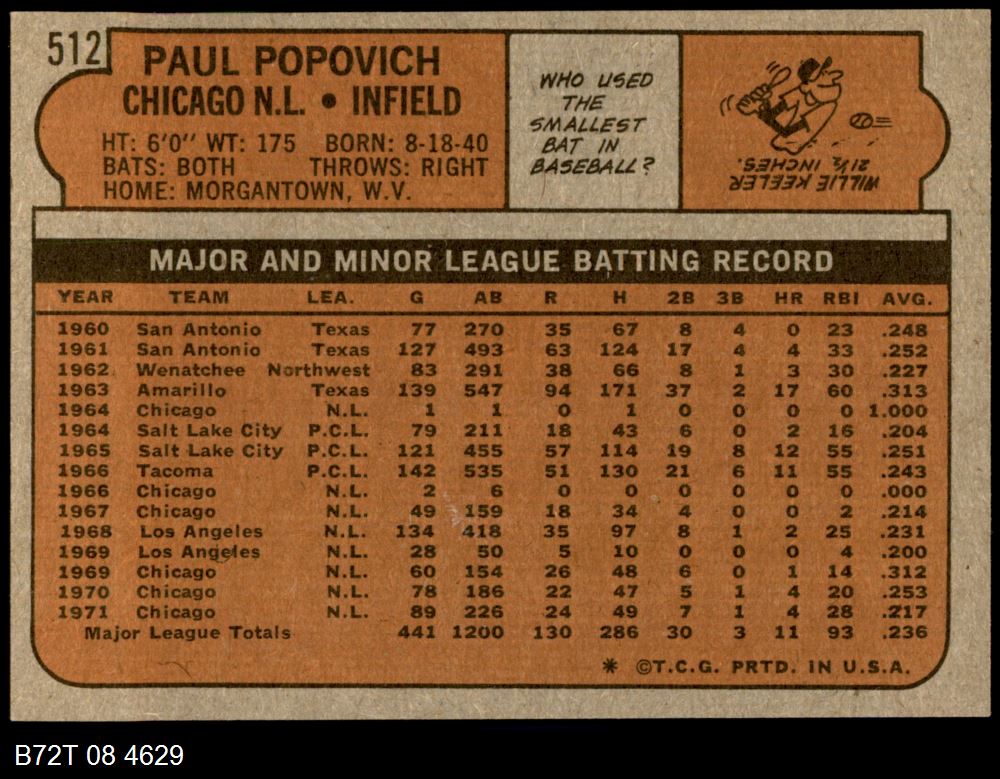 512
PAUL POPOVICH
CHICAGO N.L. • INFIELD
HT: 6'0" WT: 175 BORN: 8-18-40
BATS: BOTH THROWS: RIGHT
HOME: MORGANTOWN, W.V.
WHO USED
THE
SMALLEST
BAT IN
BASEBALL?
WILLIE KEELER
21½ INCHES.
MAJOR AND MINOR LEAGUE BATTING RECORD
YEAR TEAM LEA. G AB R H 2B 3B HR RBI AVG.
1960 San Antonio Texas 77 270 35 67 8 4 0 23 .248
1961 San Antonio Texas 127 493 63 124 17 4 4 33 .252
1962 Wenatchee Northwest 83 291 38 66 8 1 3 30 .227
1963 Amarillo Texas 139 547 94 171 37 2 17 60 .313
1964 Chicago N.L. 1 1 0 1 0 0 0 0 1.000
1964 Salt Lake City P.C.L. 79 211 18 43 6 0 2 16 .204
1965 Salt Lake City P.C.L. 121 455 57 114 19 8 12 55 .251
1966 Tacoma P.C.L. 142 535 51 130 21 6 11 55 .243
1966 Chicago N.L. 2 6 0 0 0 0 0 0 .000
1967 Chicago N.L. 49 159 18 34 4 0 0 2 .214
1968 Los Angeles N.L. 134 418 35 97 8 1 2 25 .231
1969 Los Angeles N.L. 28 50 5 10 0 0 0 4 .200
1969 Chicago N.L. 60 154 26 48 6 0 1 14 .312
1970 Chicago N.L. 78 186 22 47 5 1 4 20 .253
1971 Chicago N.L. 89 226 24 49 7 1 4 28 .217
Major League Totals 441 1200 130 286 30 3 11 93 .236
* ©T.C.G. PRTD. IN U.S.A.
B72T 08 4629